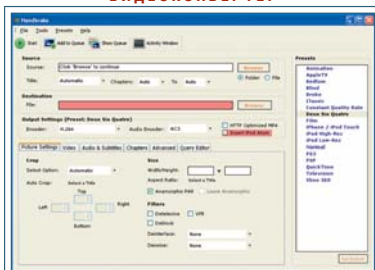 ВИДЕОКОНВЕРТЕР
Handbrake
File Tools Presets Help
Start Add to Queue Show Queue Activity Window
Source
Source: Click 'Browse' to continue Browse
Folder File
Title: Automatic Chapters: Auto To Auto
Destination
File: Browse
Output Settings (Preset: Deux Six Quatre)
Encoder: H.264 Audio Encoder: AC3
HTTP Optimized MP4
Insert iPod Atom
Picture Settings Video Audio & Subtitles Chapters Advanced Query Editor
Crop
Select Option: Automatic
Auto Crop: Select a Title
Top
Left Right
Bottom
Size
Width/Height: x
Aspect Ratio: Select a Title
Anamorphic PAR Loose Anamorphic
Filters
Detelecine VFR
Deblock
Deinterlace: None
Denoise: None
Presets
Animation
AppleTV
Bedlam
Blind
Broke
Classic
Constant Quality Rate
Deux Six Quatre
Film
iPhone / iPod Touch
iPod High-Rez
iPod Low-Rez
Normal
PS3
PSP
QuickTime
Television
Xbox 360